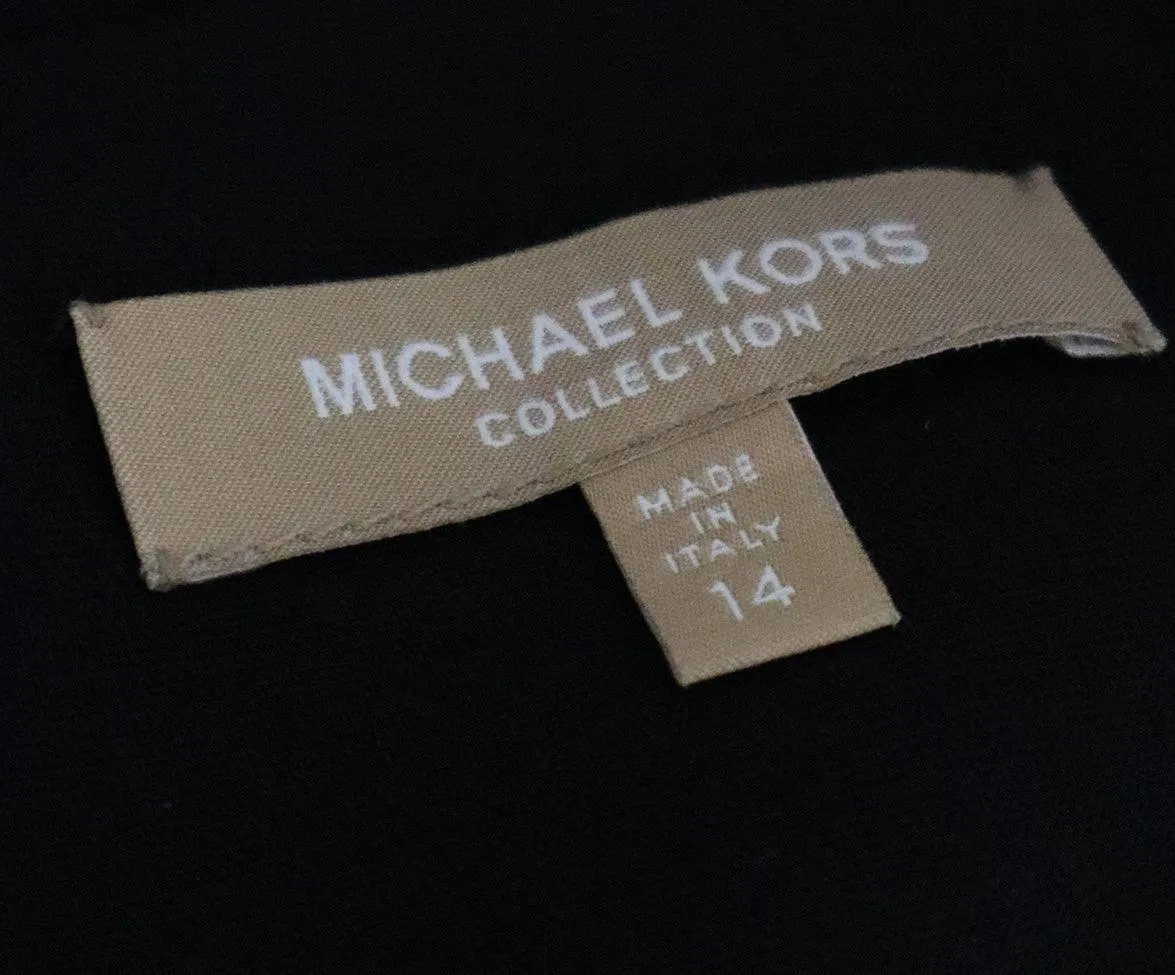 MICHAEL KORS
COLLECTION
MADE
IN
ITALY
14